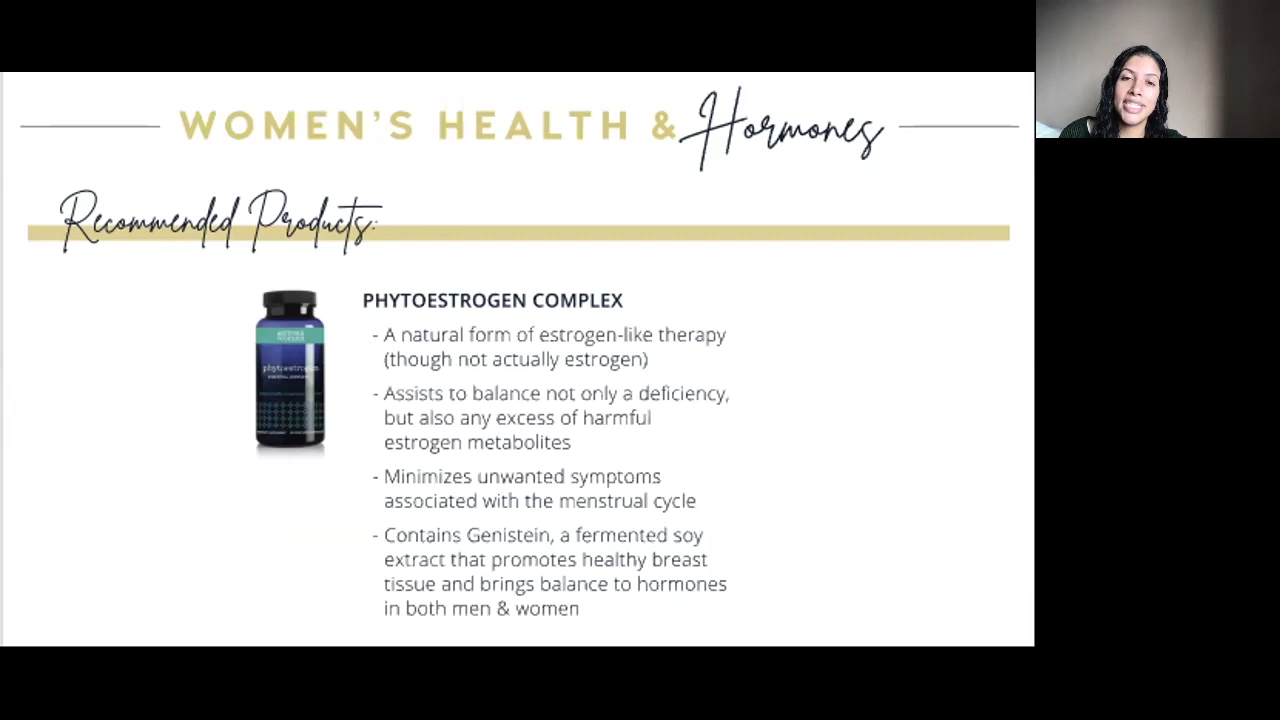 WOMEN'S HEALTH & Hormones
Recommended Products:
PHYTOESTROGEN COMPLEX
- A natural form of estrogen-like therapy
(though not actually estrogen)
- Assists to balance not only a deficiency,
but also any excess of harmful
estrogen metabolites
- Minimizes unwanted symptoms
associated with the menstrual cycle
- Contains Genistein, a fermented soy
extract that promotes healthy breast
tissue and brings balance to hormones
in both men & women
phytoestrogen